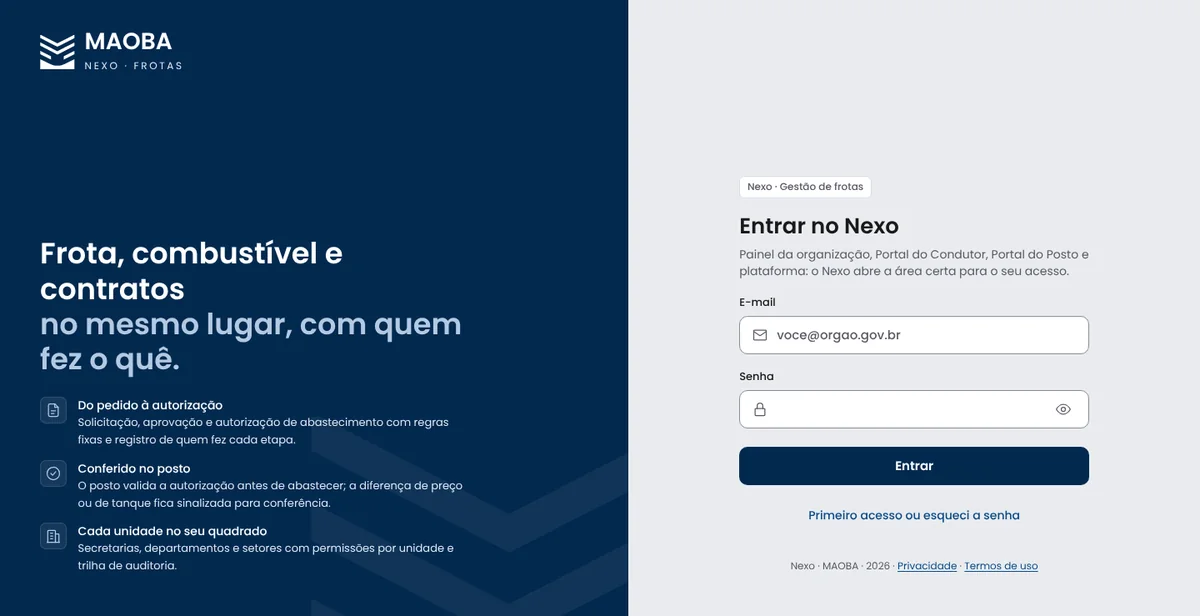 MAOBA
NEXO · FROTAS
Frota, combustível e
contratos
no mesmo lugar, com quem
fez o quê.
Do pedido à autorização
Solicitação, aprovação e autorização de abastecimento com regras
fixas e registro de quem fez cada etapa.
Conferido no posto
O posto valida a autorização antes de abastecer; a diferença de preço
ou de tanque fica sinalizada para conferência.
Cada unidade no seu quadrado
Secretarias, departamentos e setores com permissões por unidade e
trilha de auditoria.
Nexo · Gestão de frotas
Entrar no Nexo
Painel da organização, Portal do Condutor, Portal do Posto e
plataforma: o Nexo abre a área certa para o seu acesso.
E-mail
voce@orgao.gov.br
Senha
Entrar
Primeiro acesso ou esqueci a senha
Nexo · MAOBA · 2026 · Privacidade · Termos de uso